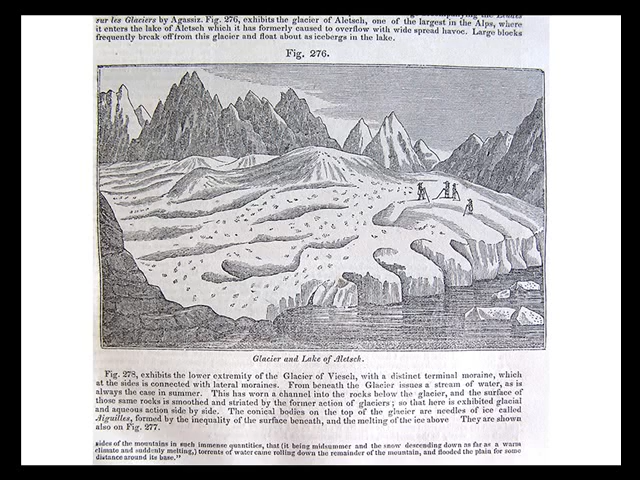 sur les Glaciers by Agassiz. Fig. 276, exhibits the glacier of Aletsch, one of the largest in the Alps, where
it enters the lake of Aletsch which it has formerly caused to overflow with wide spread havoc. Large blocks
frequently break off from this glacier and float about as icebergs in the lake.
Fig. 276.
Glacier and Lake of Aletsch.
Fig. 278, exhibits the lower extremity of the Glacier of Viesch, with a distinct terminal moraine, which
at the sides is connected with lateral moraines. From beneath the Glacier issues a stream of water, as is
always the case in summer. This has worn a channel into the rocks below the glacier, and the surface of
those same rocks is smoothed and striated by the former action of glaciers; so that here is exhibited glacial
and aqueous action side by side. The conical bodies on the top of the glacier are needles of ice called
Aiguilles, formed by the inequality of the surface beneath, and the melting of the ice above They are shown
also on Fig. 277.
sides of the mountains in such immense quantities, that (it being midsummer and the snow descending down as far as a warm
climate and suddenly melting,) torrents of water came rolling down the remainder of the mountain, and flooded the plain for some
distance around its base."